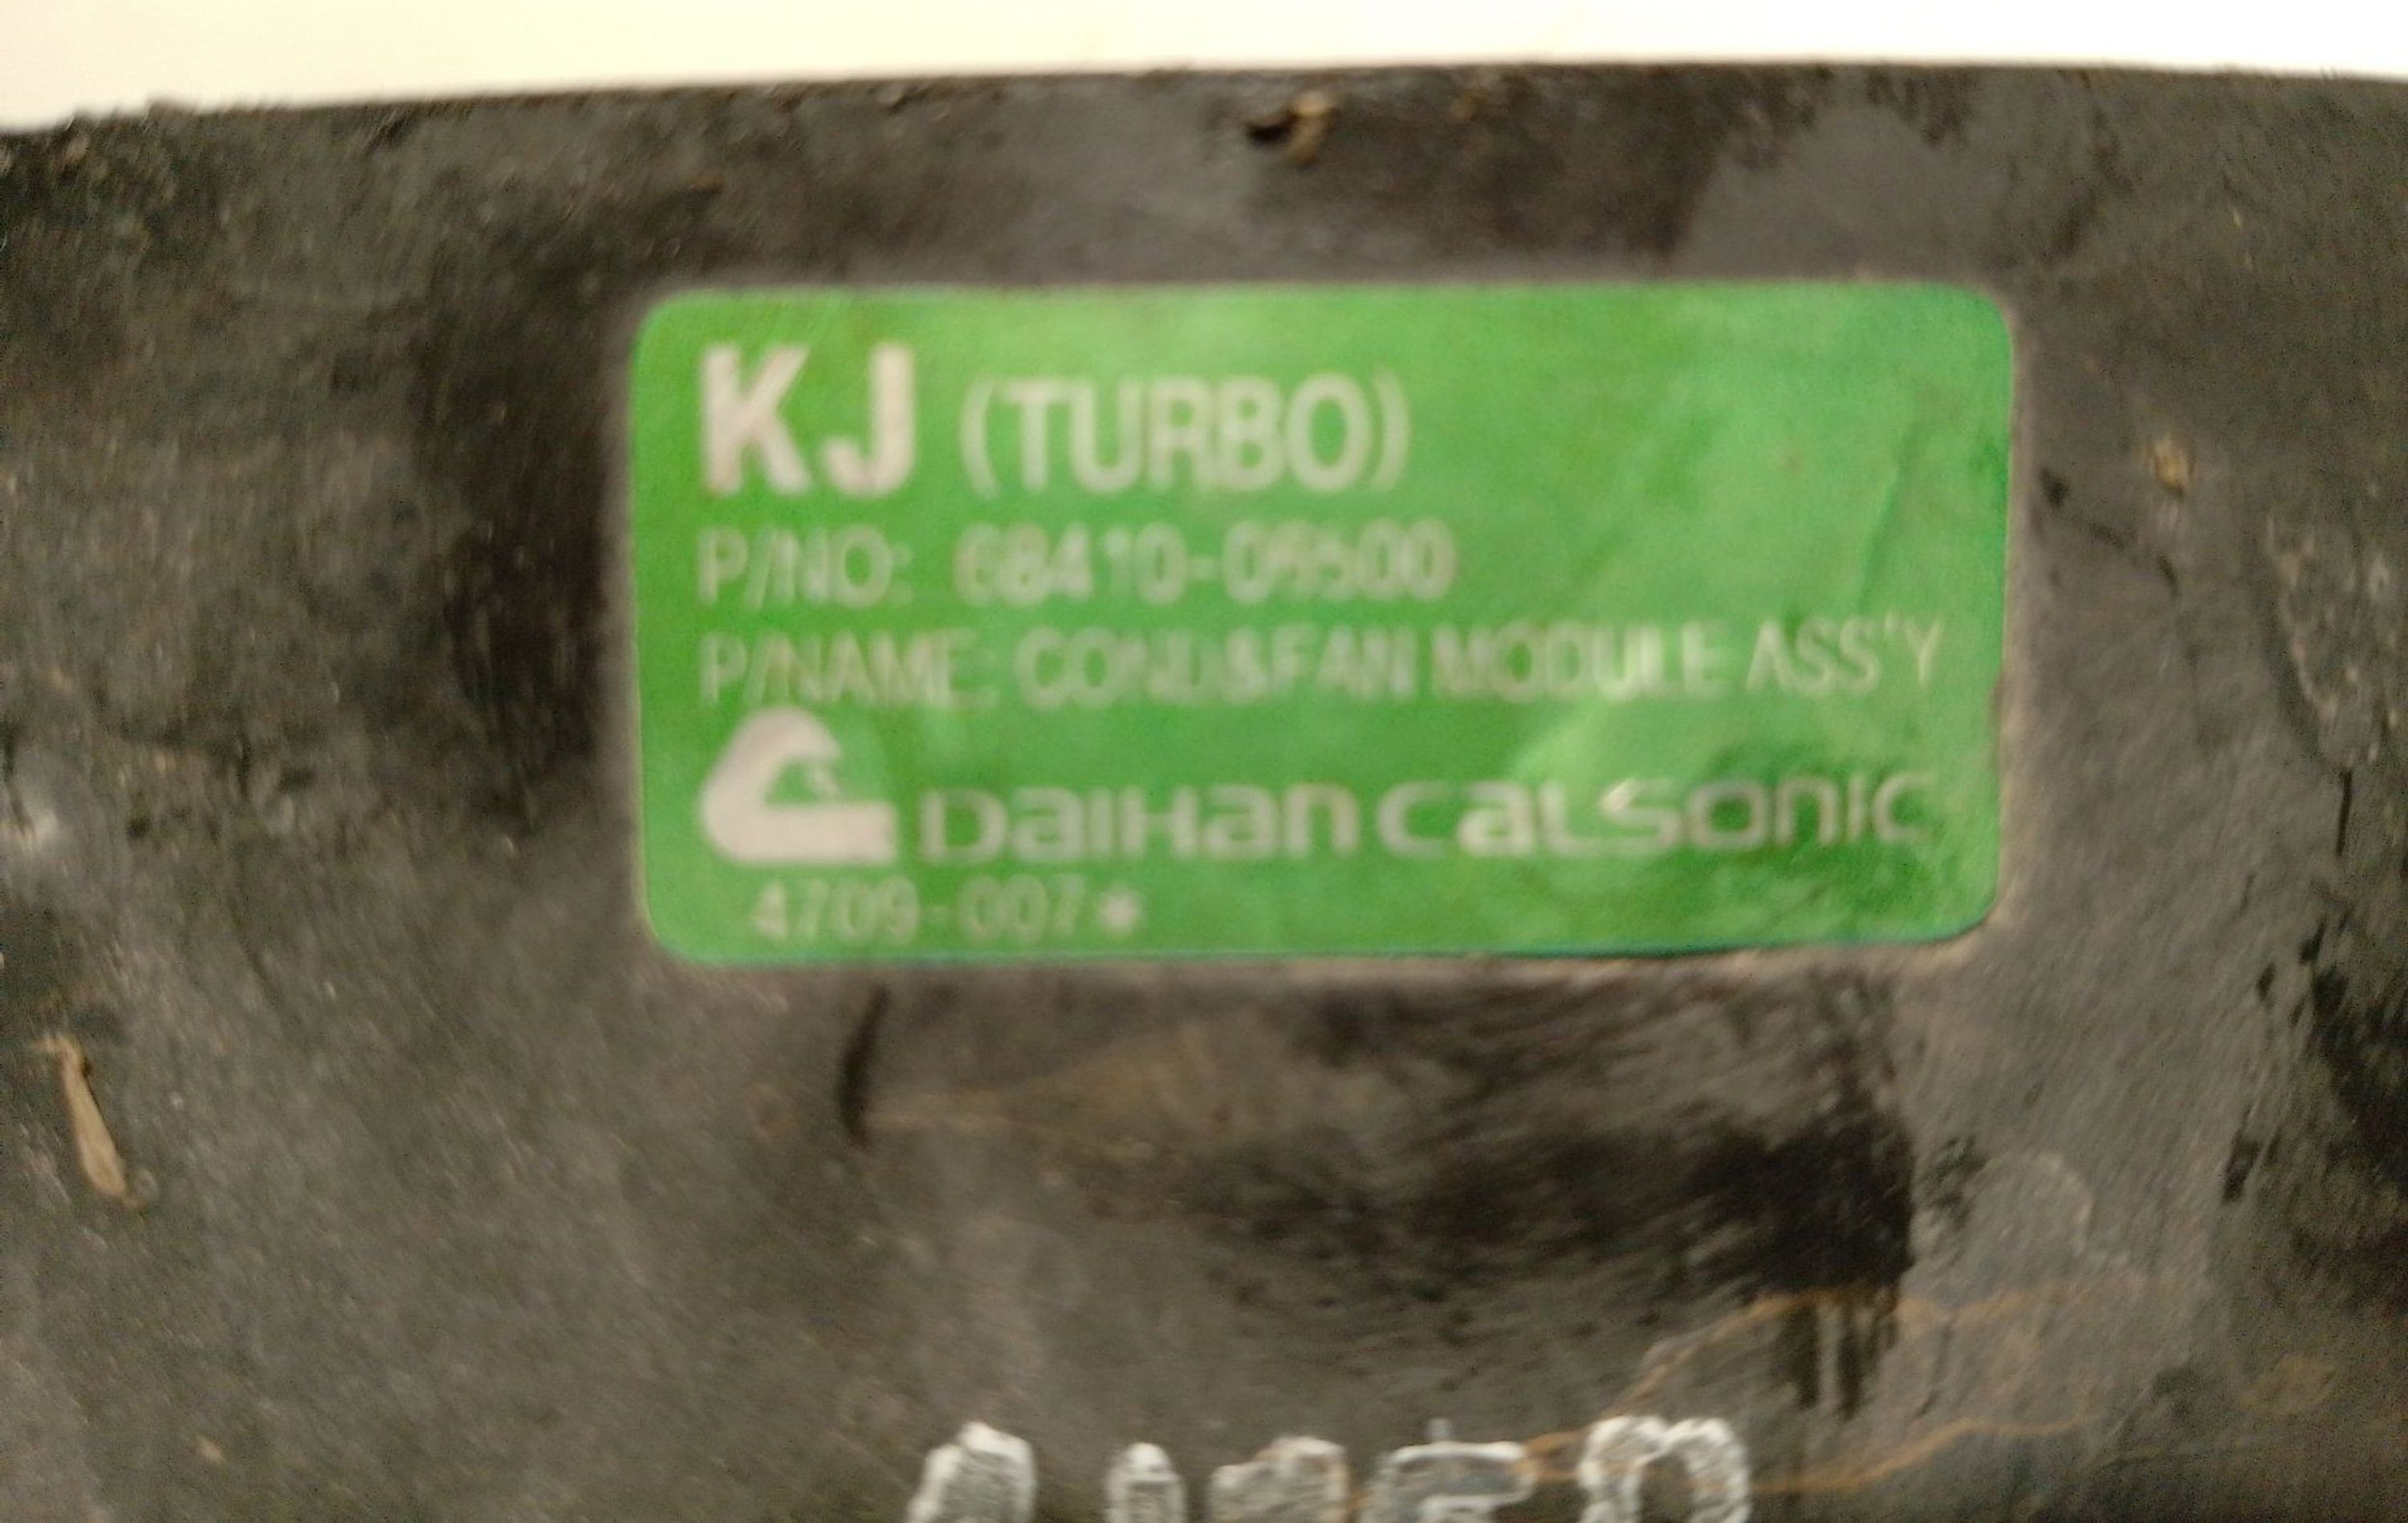 KJ (TURBO)
P/NO: 68410-09500
P/NAME: COND&FAN MODULE ASS'Y
DAIHAN CALSONIC
4709-007*